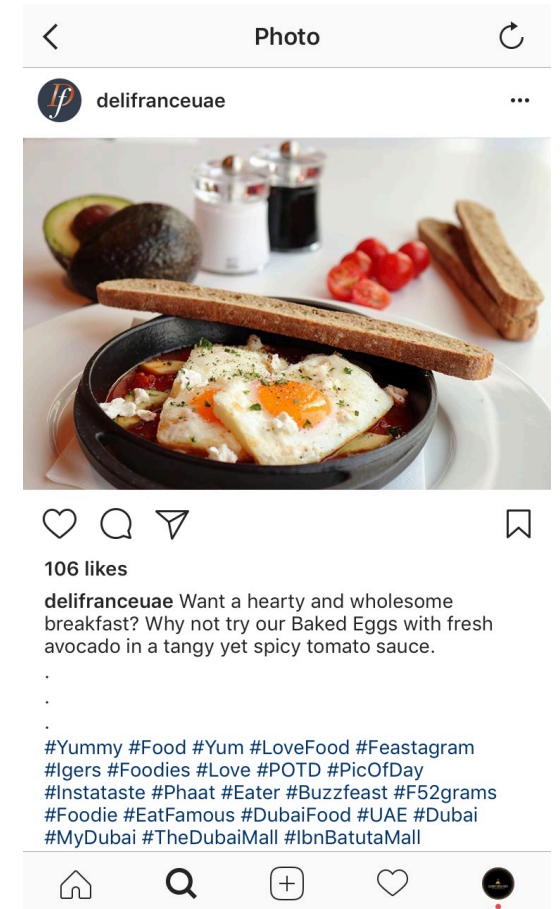 Photo
delifranceuae
106 likes
delifranceuae Want a hearty and wholesome
breakfast? Why not try our Baked Eggs with fresh
avocado in a tangy yet spicy tomato sauce.
.
.
.
#Yummy #Food #Yum #LoveFood #Feastagram
#Igers #Foodies #Love #POTD #PicOfDay
#Instataste #Phaat #Eater #Buzzfeast #F52grams
#Foodie #EatFamous #DubaiFood #UAE #Dubai
#MyDubai #TheDubaiMall #IbnBatutaMall